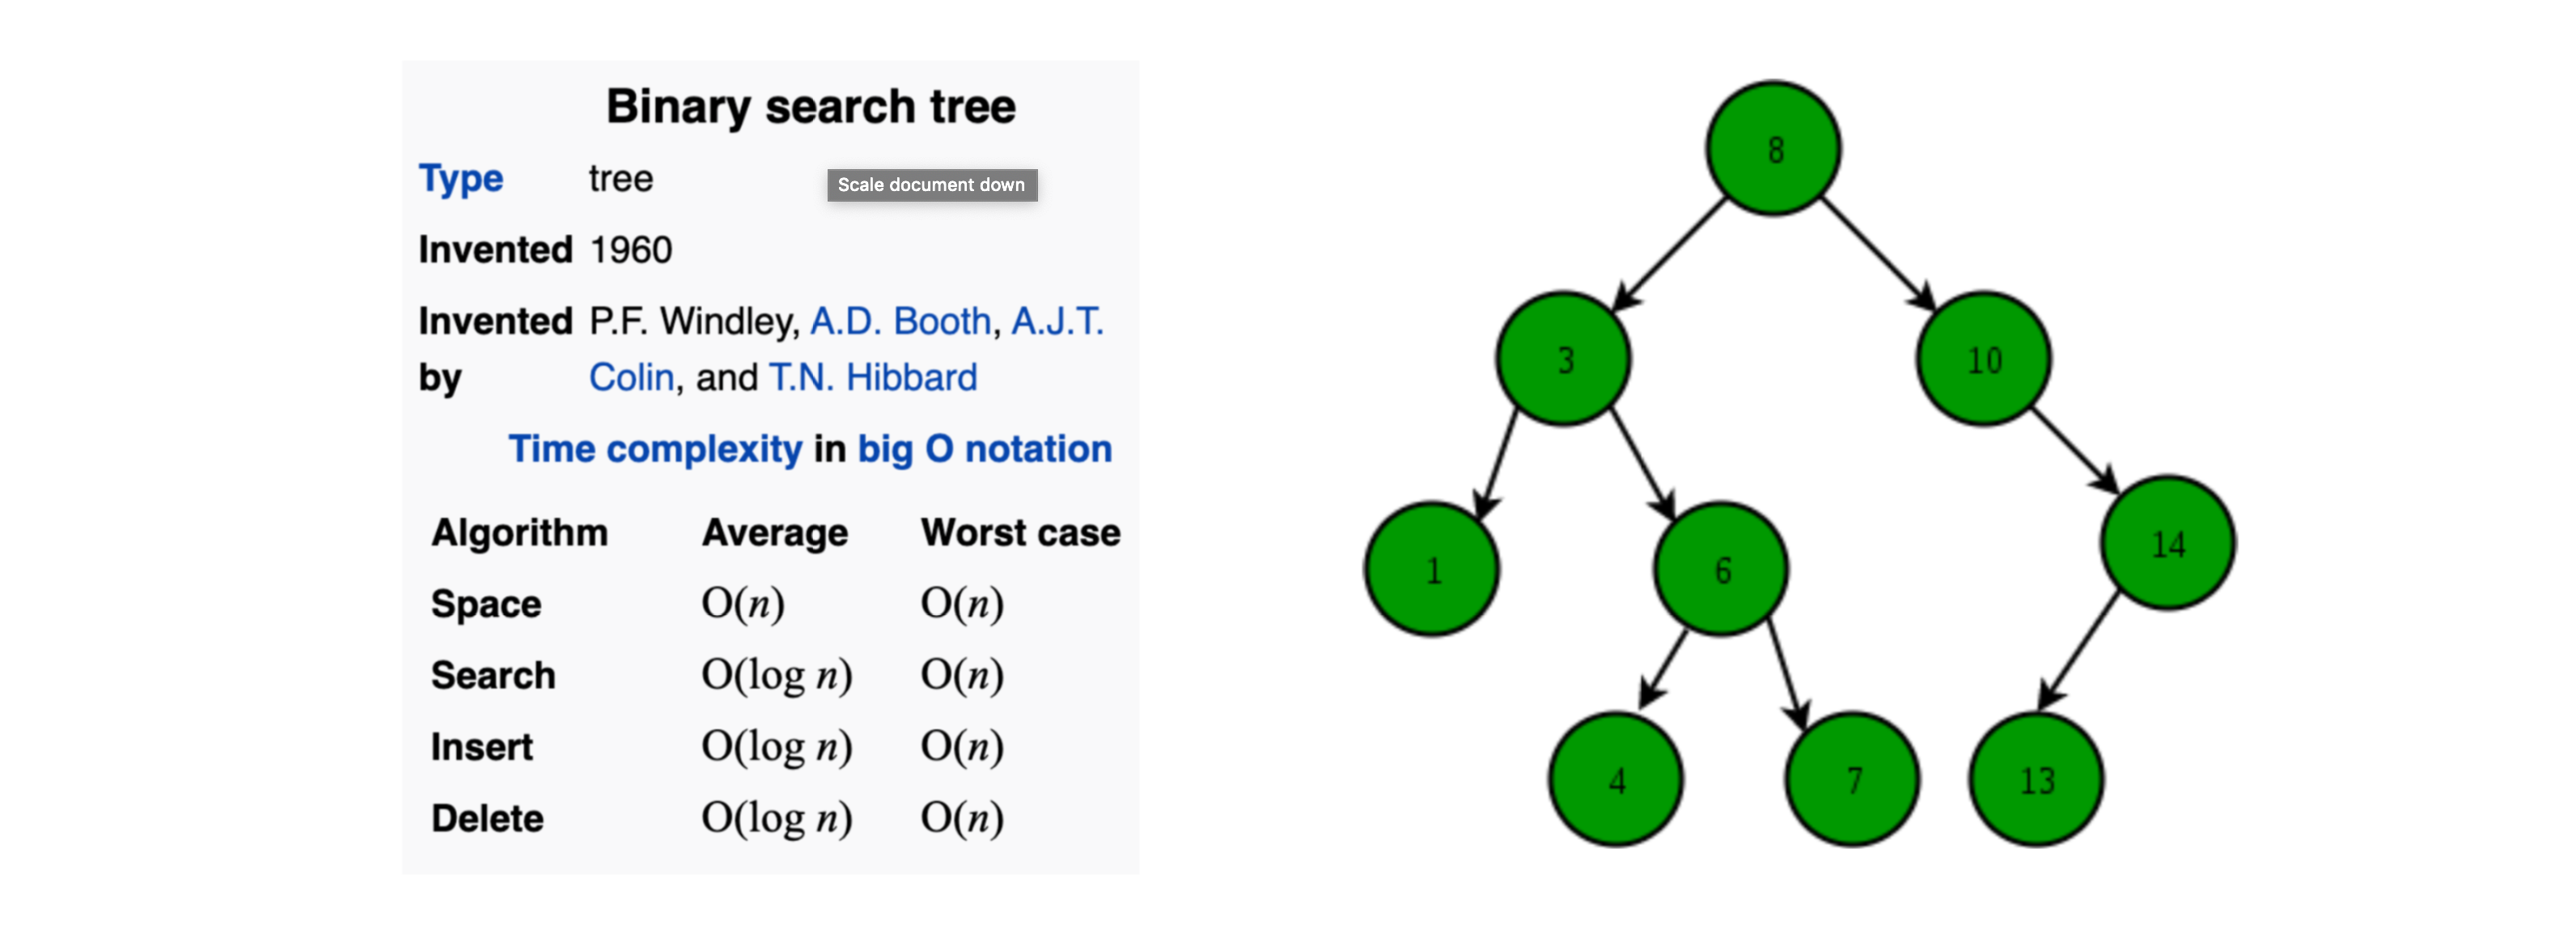 Binary search tree
Type tree
Scale document down
Invented 1960
Invented P.F. Windley, A.D. Booth, A.J.T.
by Colin, and T.N. Hibbard
Time complexity in big O notation
Algorithm Average Worst case
Space O(n) O(n)
Search O(log n) O(n)
Insert O(log n) O(n)
Delete O(log n) O(n)
8
3 10
14
1 6
4 7 13